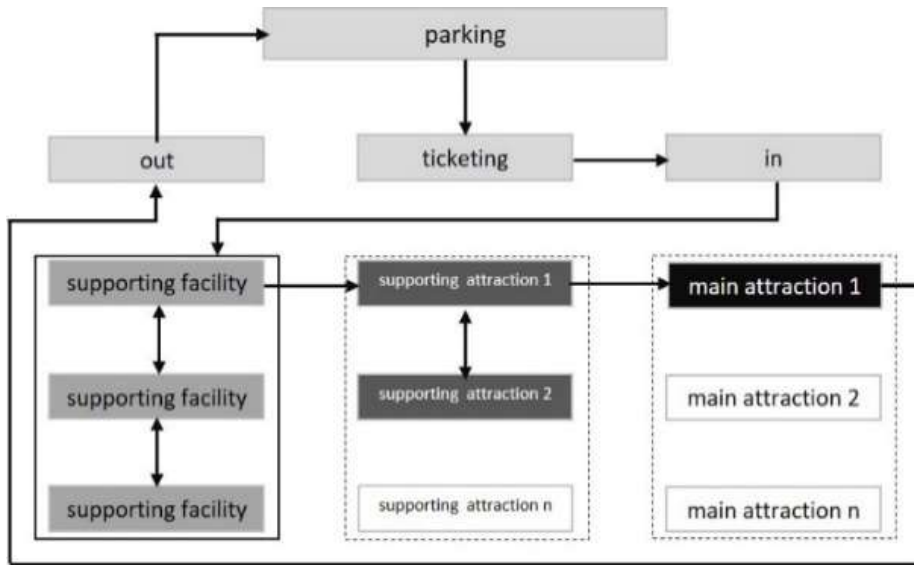 parking
out
ticketing
in
supporting facility
supporting attraction 1
main attraction 1
supporting facility
supporting attraction 2
main attraction 2
supporting facility
supporting attraction n
main attraction n